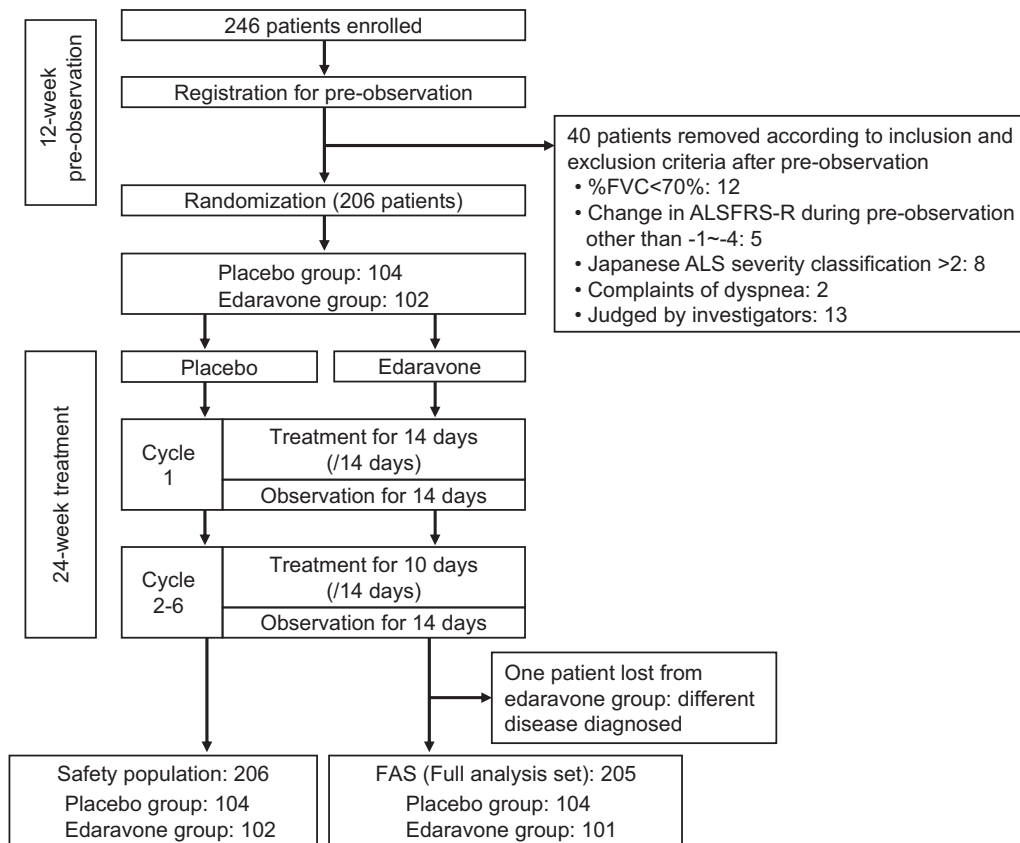 12-week
pre-observation
246 patients enrolled
Registration for pre-observation
40 patients removed according to inclusion and
exclusion criteria after pre-observation
• %FVC<70%: 12
• Change in ALSFRS-R during pre-observation
other than -1~-4: 5
• Japanese ALS severity classification >2: 8
• Complaints of dyspnea: 2
• Judged by investigators: 13
Randomization (206 patients)
Placebo group: 104
Edaravone group: 102
24-week treatment
Placebo
Edaravone
Cycle
1
Treatment for 14 days
(/14 days)
Observation for 14 days
Cycle
2-6
Treatment for 10 days
(/14 days)
Observation for 14 days
One patient lost from
edaravone group: different
disease diagnosed
Safety population: 206
Placebo group: 104
Edaravone group: 102
FAS (Full analysis set): 205
Placebo group: 104
Edaravone group: 101